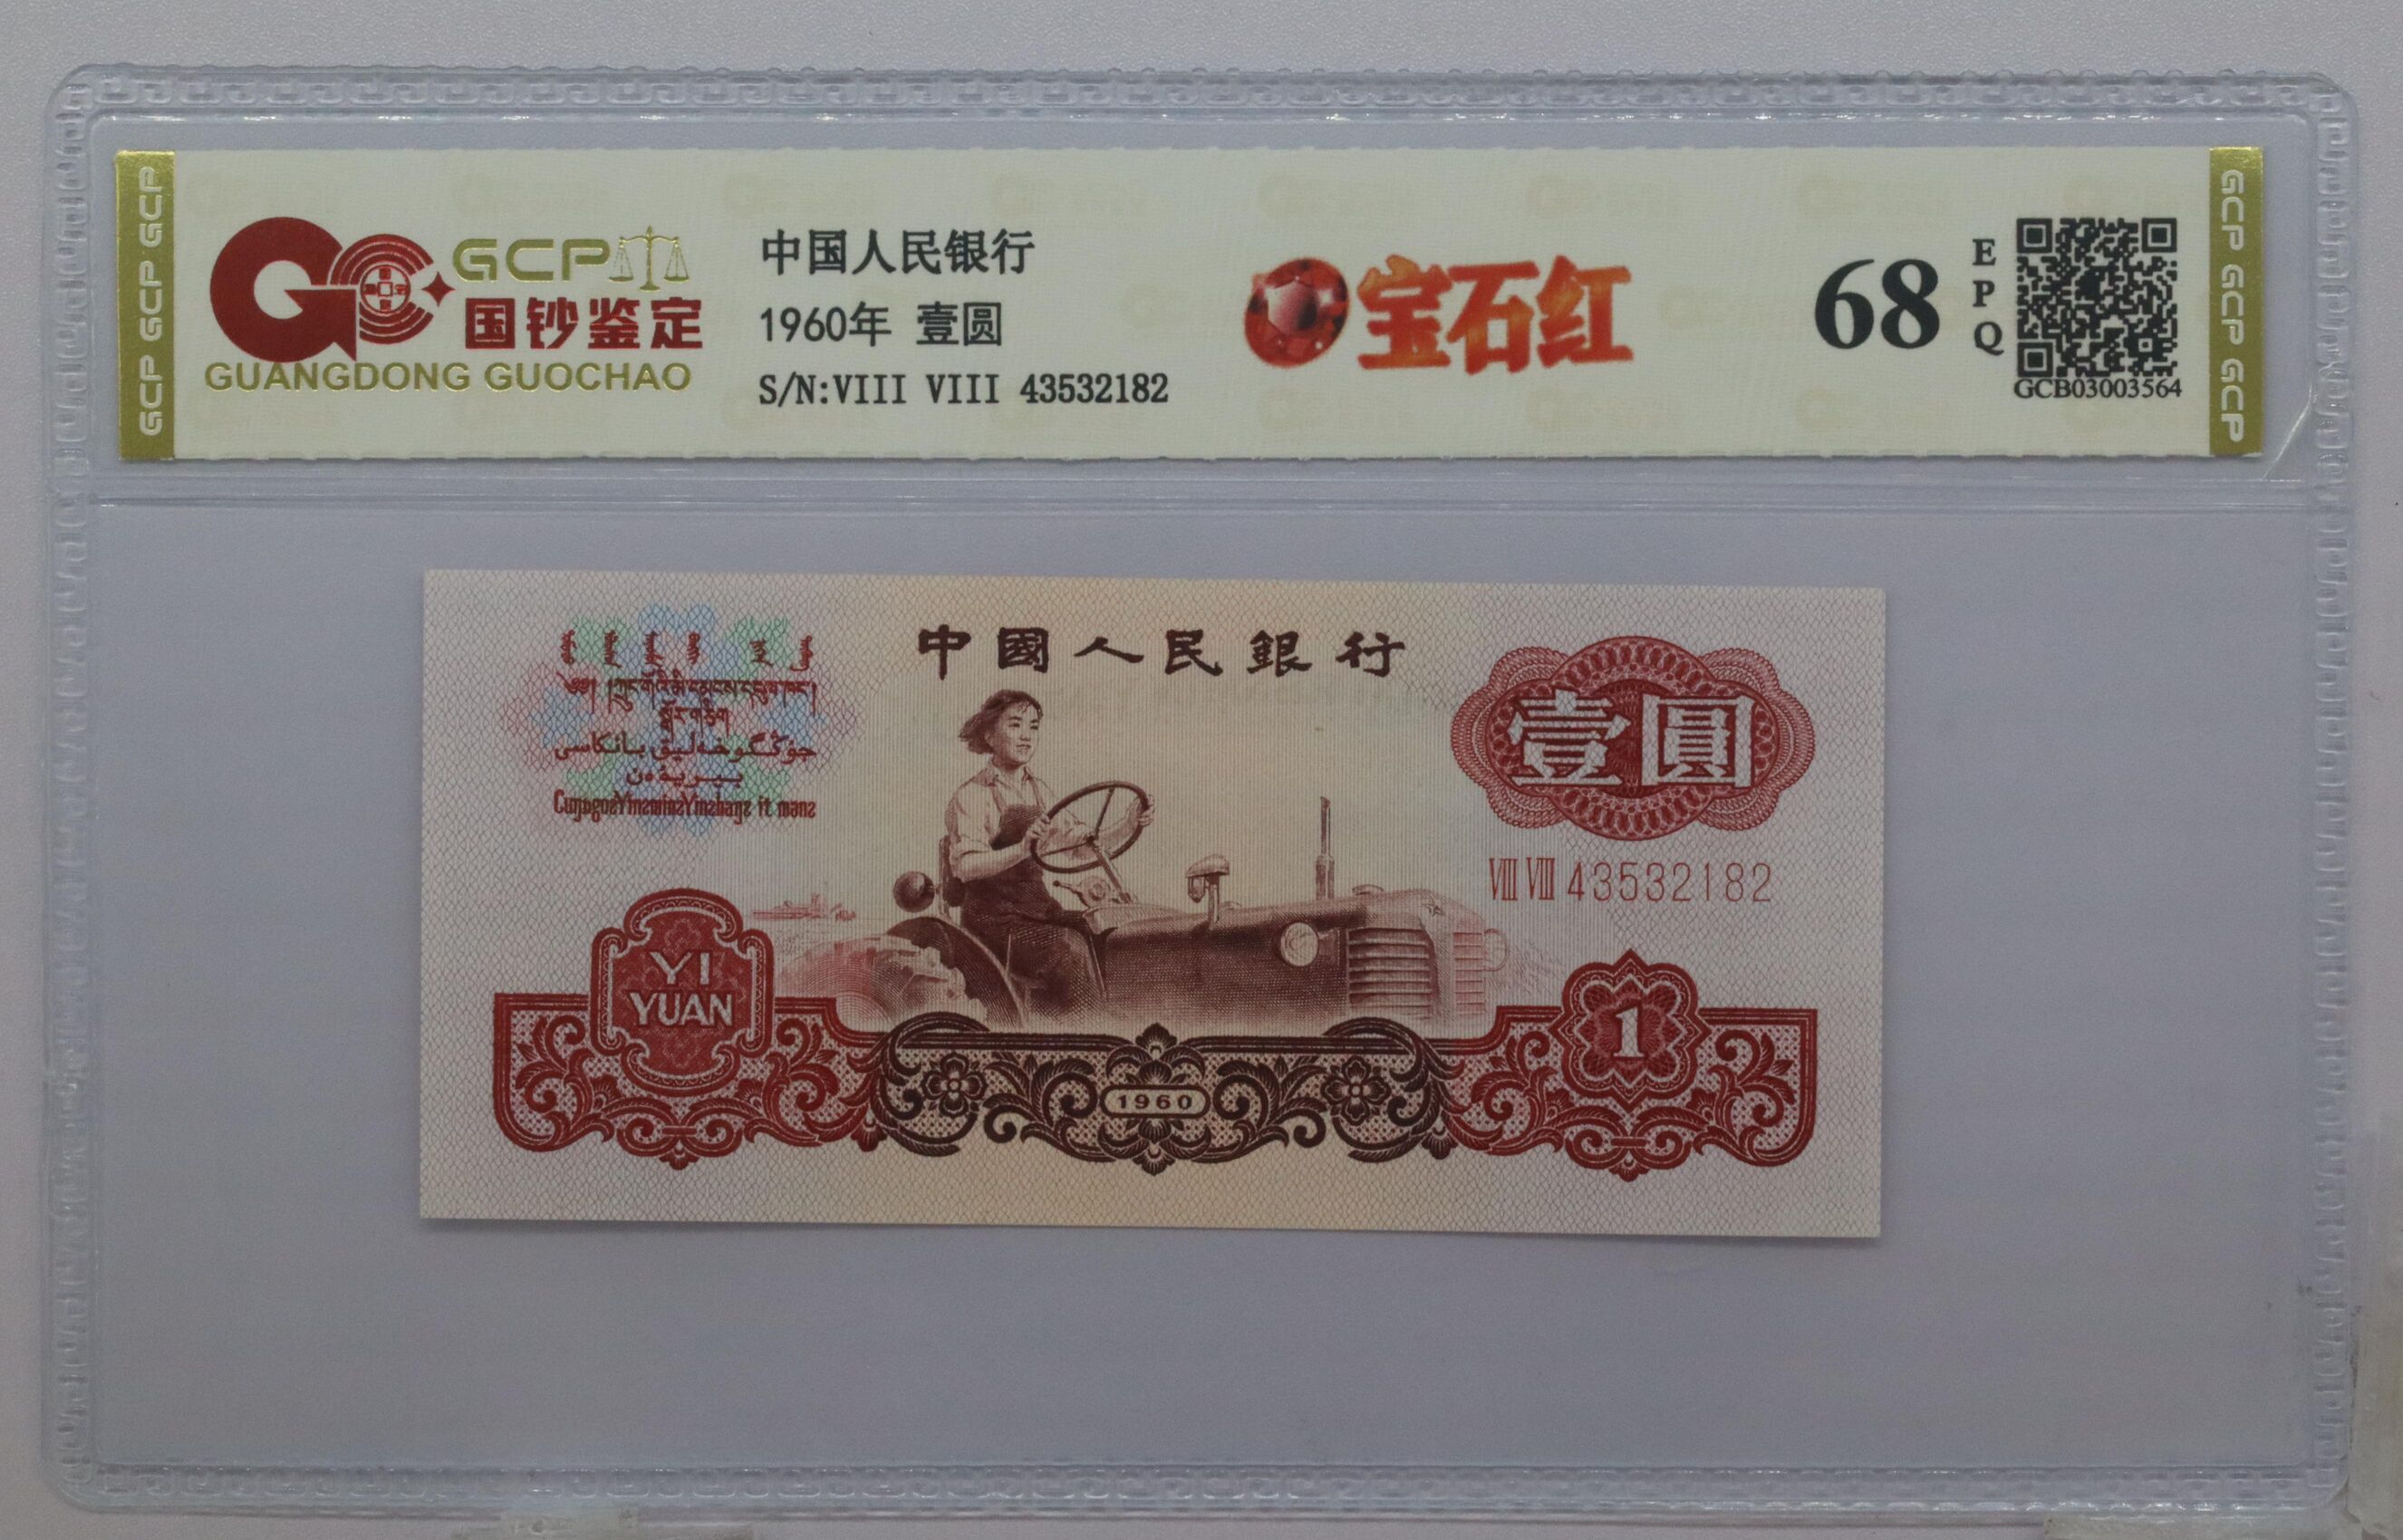 GCP GCP GCP
GCP
国钞鉴定
GUANGDONG GUOCHAO
中国人民银行
1960年 壹圆
S/N:VIII VIII 43532182
宝石红
68
EPQ
GCB03003564
GCP GCP GCP
中國人民銀行
壹圓
VIII VIII 43532182
YI
YUAN
1960
1